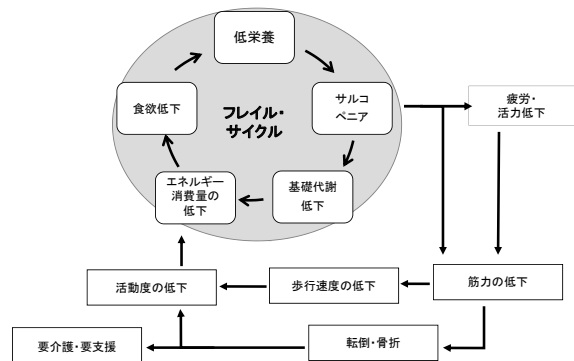 低栄養
サルコ
ペニア
基礎代謝
低下
エネルギー
消費量の
低下
食欲低下
フレイル・
サイクル
疲労・
活力低下
筋力の低下
歩行速度の低下
活動度の低下
転倒・骨折
要介護・要支援